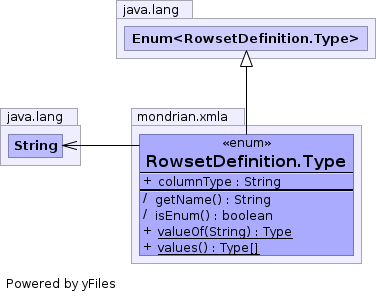 java.lang
Enum<RowsetDefinition.Type>
java.lang
String
mondrian.xmla
«enum»
RowsetDefinition.Type
+ columnType : String
/ getName() : String
/ isEnum() : boolean
+ valueOf(String) : Type
+ values() : Type[]
Powered by yFiles